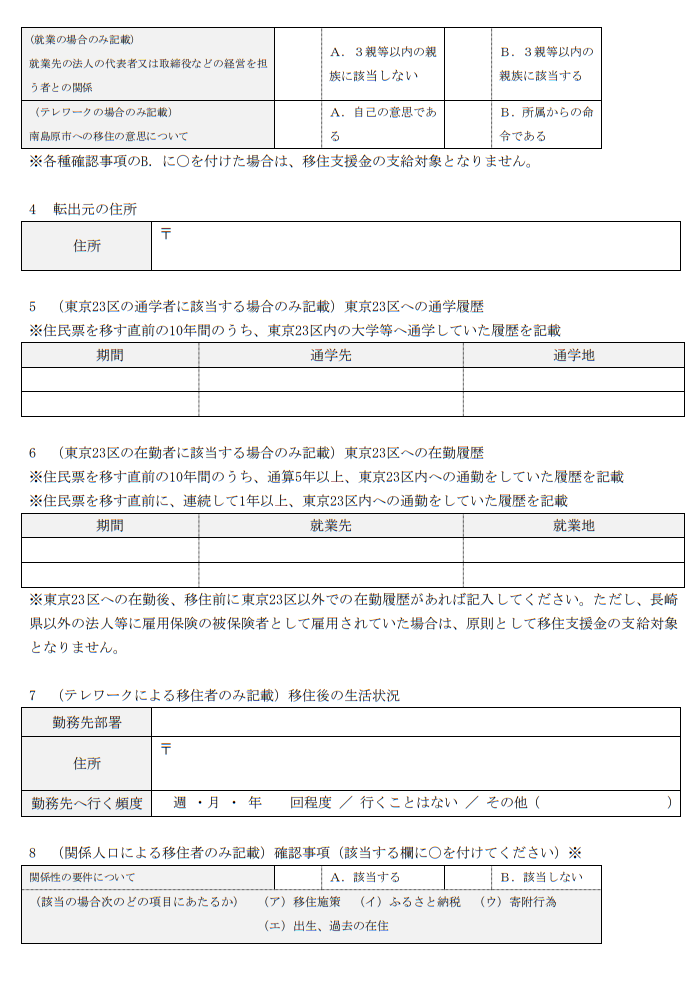 (就業の場合のみ記載)
就業先の法人の代表者又は取締役などの経営を担
う者との関係
A．３親等以内の親
族に該当しない
B．３親等以内の
親族に該当する
（テレワークの場合のみ記載）
南島原市への移住の意思について
A．自己の意思であ
る
B．所属からの命
令である
※各種確認事項のB．に〇を付けた場合は、移住支援金の支給対象となりません。
4　転出元の住所
住所
〒
5　（東京23区の通学者に該当する場合のみ記載）東京23区への通学履歴
※住民票を移す直前の10年間のうち、東京23区内の大学等へ通学していた履歴を記載
期間　通学先　通学地
6　（東京23区の在勤者に該当する場合のみ記載）東京23区への在勤履歴
※住民票を移す直前の10年間のうち、通算5年以上、東京23区内への通勤をしていた履歴を記載
※住民票を移す直前に、連続して1年以上、東京23区内への通勤をしていた履歴を記載
期間　就業先　就業地
※東京23区への在勤後、移住前に東京23区以外での在勤履歴があれば記入してください。ただし、長崎
県以外の法人等に雇用保険の被保険者として雇用されていた場合は、原則として移住支援金の支給対象
となりません。
7　（テレワークによる移住者のみ記載）移住後の生活状況
勤務先部署
住所
〒
勤務先へ行く頻度　週 ・月 ・ 年　　回程度 ／ 行くことはない ／ その他（　　　　　　　　　）
8　（関係人口による移住者のみ記載）確認事項（該当する欄に〇を付けてください）※
関係性の要件について　A．該当する　B．該当しない
（該当の場合次のどの項目にあたるか）　（ア）移住施策　（イ）ふるさと納税　（ウ）寄附行為
（エ）出生、過去の在住